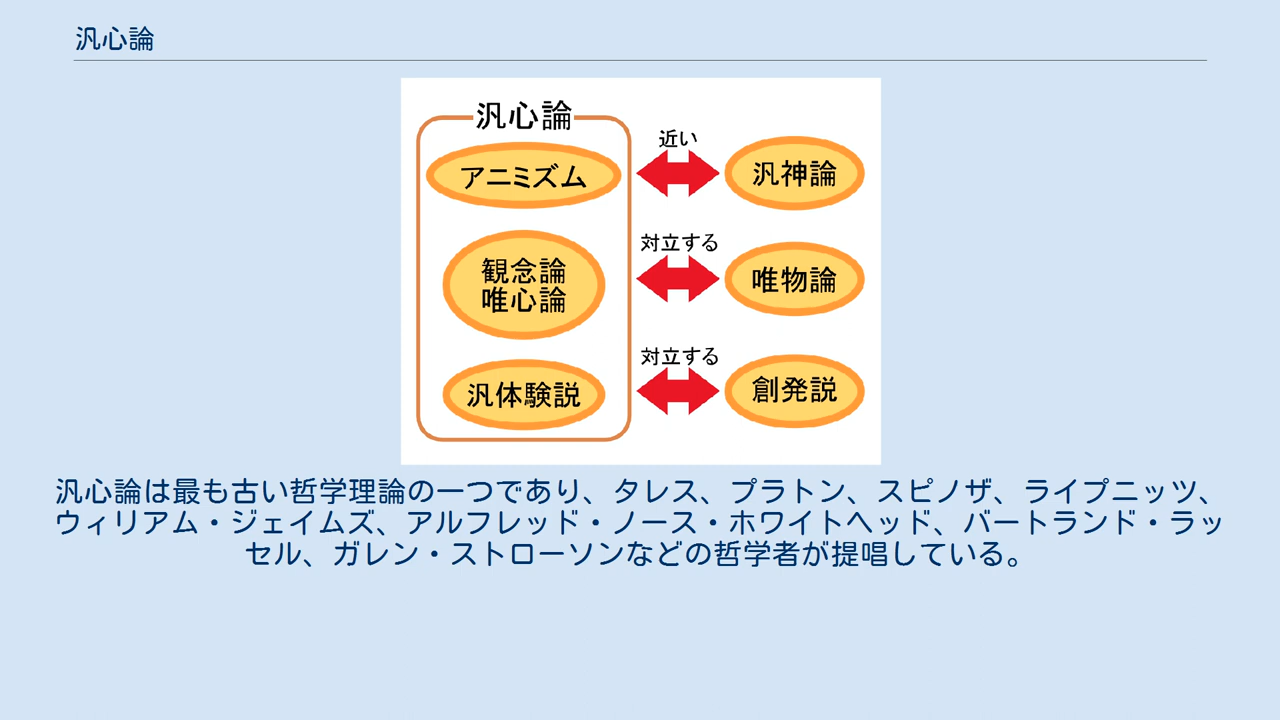 汎心論
汎心論
アニミズム
近い
汎神論
観念論
唯心論
対立する
唯物論
汎体験説
対立する
創発説
汎心論は最も古い哲学理論の一つであり、タレス、プラトン、スピノザ、ライプニッツ、
ウィリアム・ジェイムズ、アルフレッド・ノース・ホワイトヘッド、バートランド・ラッ
セル、ガレン・ストローソンなどの哲学者が提唱している。